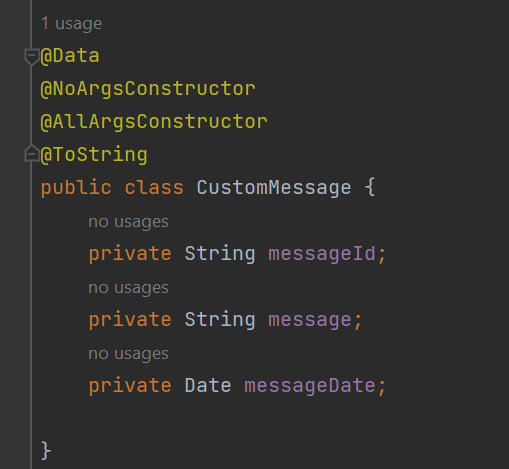 1 usage
@Data
@NoArgsConstructor
@AllArgsConstructor
@ToString
public class CustomMessage {
no usages
private String messageId;
no usages
private String message;
no usages
private Date messageDate;
}